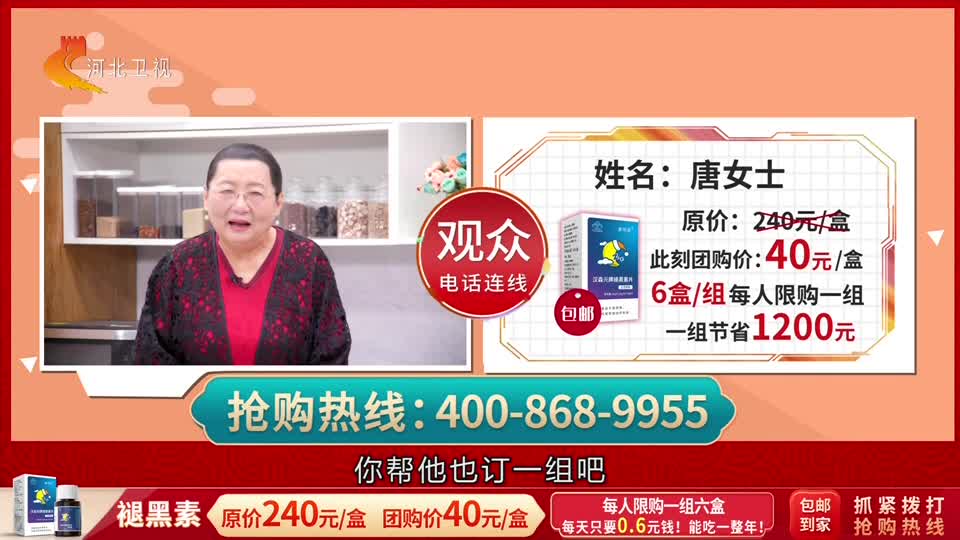 河北卫视
姓名：唐女士
原价：240元/盒
此刻团购价：40元/盒
6盒/组每人限购一组
一组节省1200元
包邮
观众
电话连线
抢购热线：400-868-9955
你帮他也订一组吧
褪黑素
原价240元/盒 团购价40元/盒
每人限购一组六盒
每天只要0.6元钱！能吃一整年！
包邮
到家
抓紧拨打
抢购热线